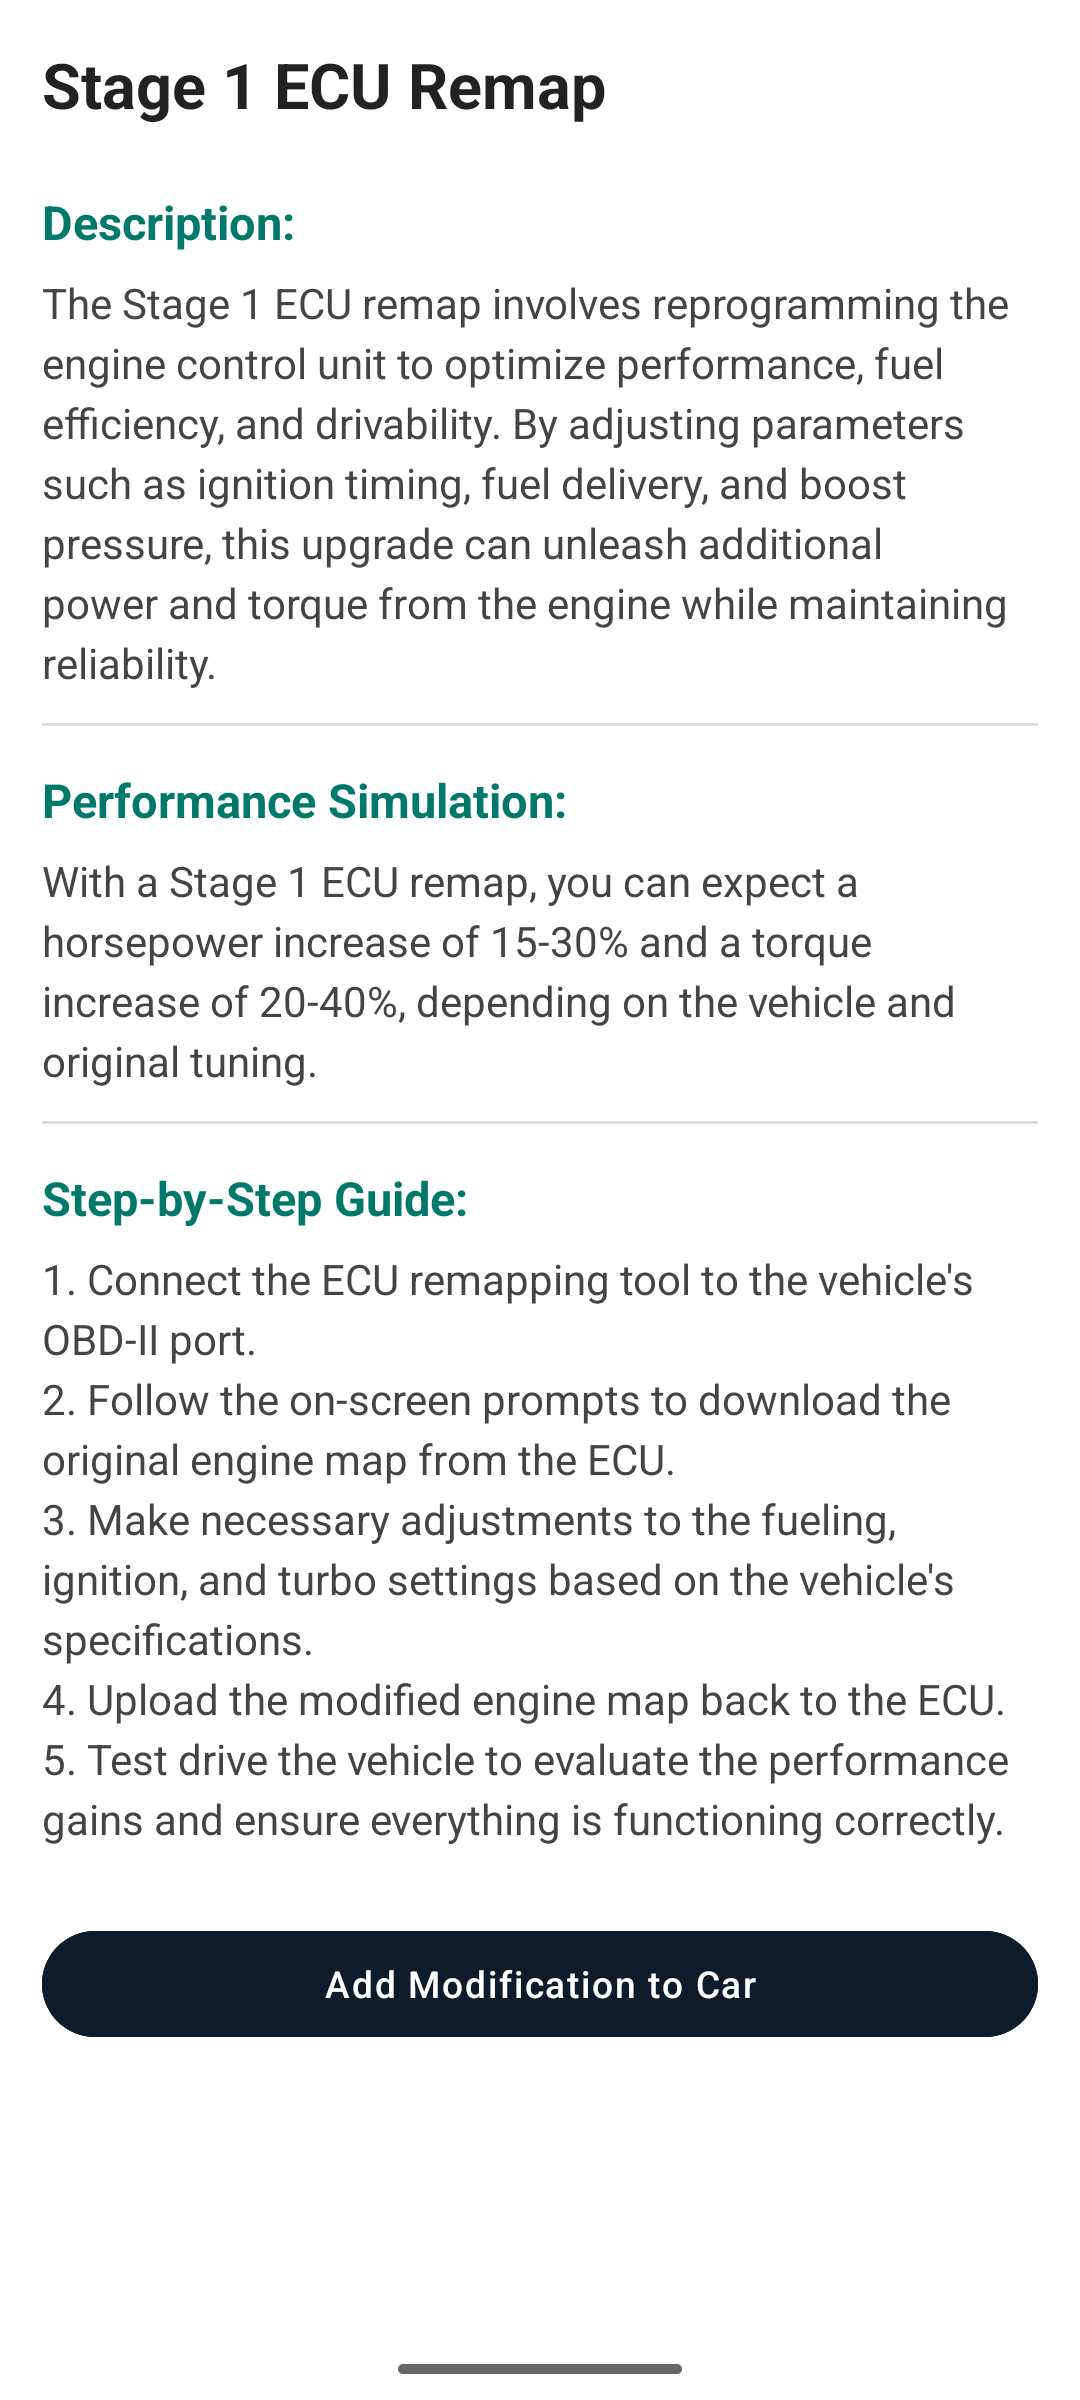 Stage 1 ECU Remap
Description:
The Stage 1 ECU remap involves reprogramming the
engine control unit to optimize performance, fuel
efficiency, and drivability. By adjusting parameters
such as ignition timing, fuel delivery, and boost
pressure, this upgrade can unleash additional
power and torque from the engine while maintaining
reliability.
Performance Simulation:
With a Stage 1 ECU remap, you can expect a
horsepower increase of 15-30% and a torque
increase of 20-40%, depending on the vehicle and
original tuning.
Step-by-Step Guide:
1. Connect the ECU remapping tool to the vehicle's
OBD-II port.
2. Follow the on-screen prompts to download the
original engine map from the ECU.
3. Make necessary adjustments to the fueling,
ignition, and turbo settings based on the vehicle's
specifications.
4. Upload the modified engine map back to the ECU.
5. Test drive the vehicle to evaluate the performance
gains and ensure everything is functioning correctly.
Add Modification to Car